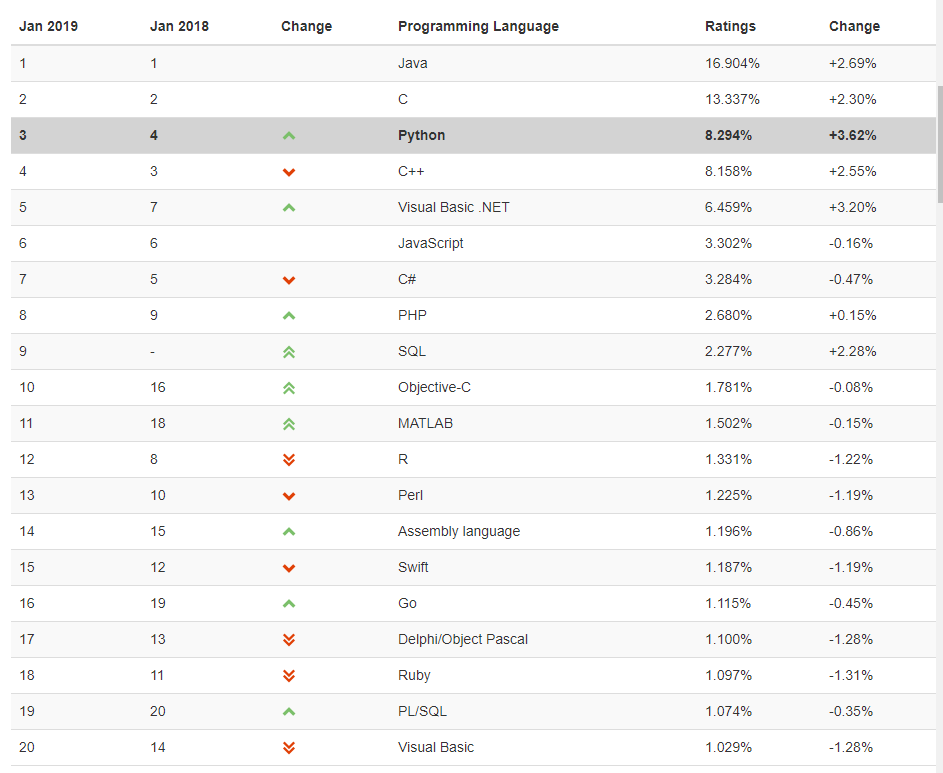 Jan 2019 Jan 2018 Change Programming Language Ratings Change
1 1 Java 16.904% +2.69%
2 2 C 13.337% +2.30%
3 4 Python 8.294% +3.62%
4 3 C++ 8.158% +2.55%
5 7 Visual Basic .NET 6.459% +3.20%
6 6 JavaScript 3.302% -0.16%
7 5 C# 3.284% -0.47%
8 9 PHP 2.680% +0.15%
9 - SQL 2.277% +2.28%
10 16 Objective-C 1.781% -0.08%
11 18 MATLAB 1.502% -0.15%
12 8 R 1.331% -1.22%
13 10 Perl 1.225% -1.19%
14 15 Assembly language 1.196% -0.86%
15 12 Swift 1.187% -1.19%
16 19 Go 1.115% -0.45%
17 13 Delphi/Object Pascal 1.100% -1.28%
18 11 Ruby 1.097% -1.31%
19 20 PL/SQL 1.074% -0.35%
20 14 Visual Basic 1.029% -1.28%